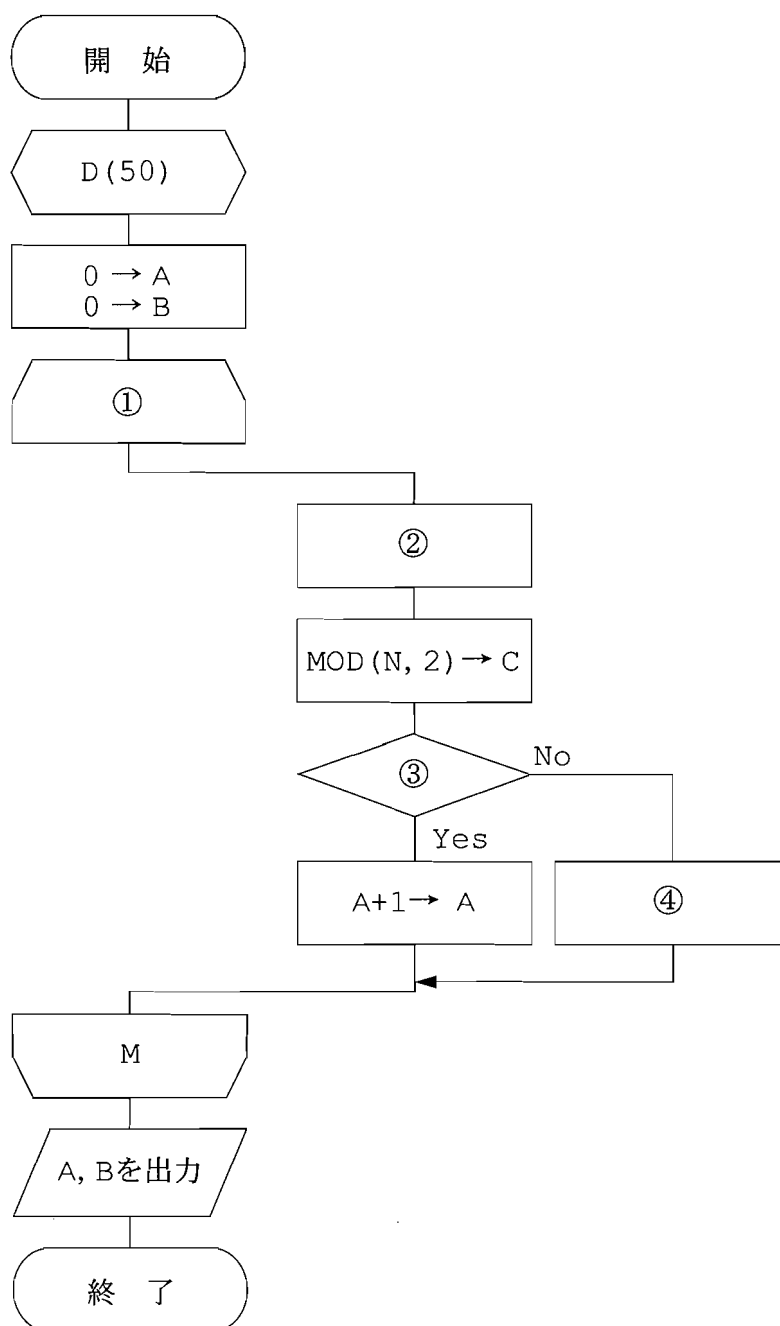 開 始
D(50)
0 → A
0 → B
①
②
MOD(N, 2) → C
③
No
Yes
A+1 → A
④
M
A, Bを出力
終 了